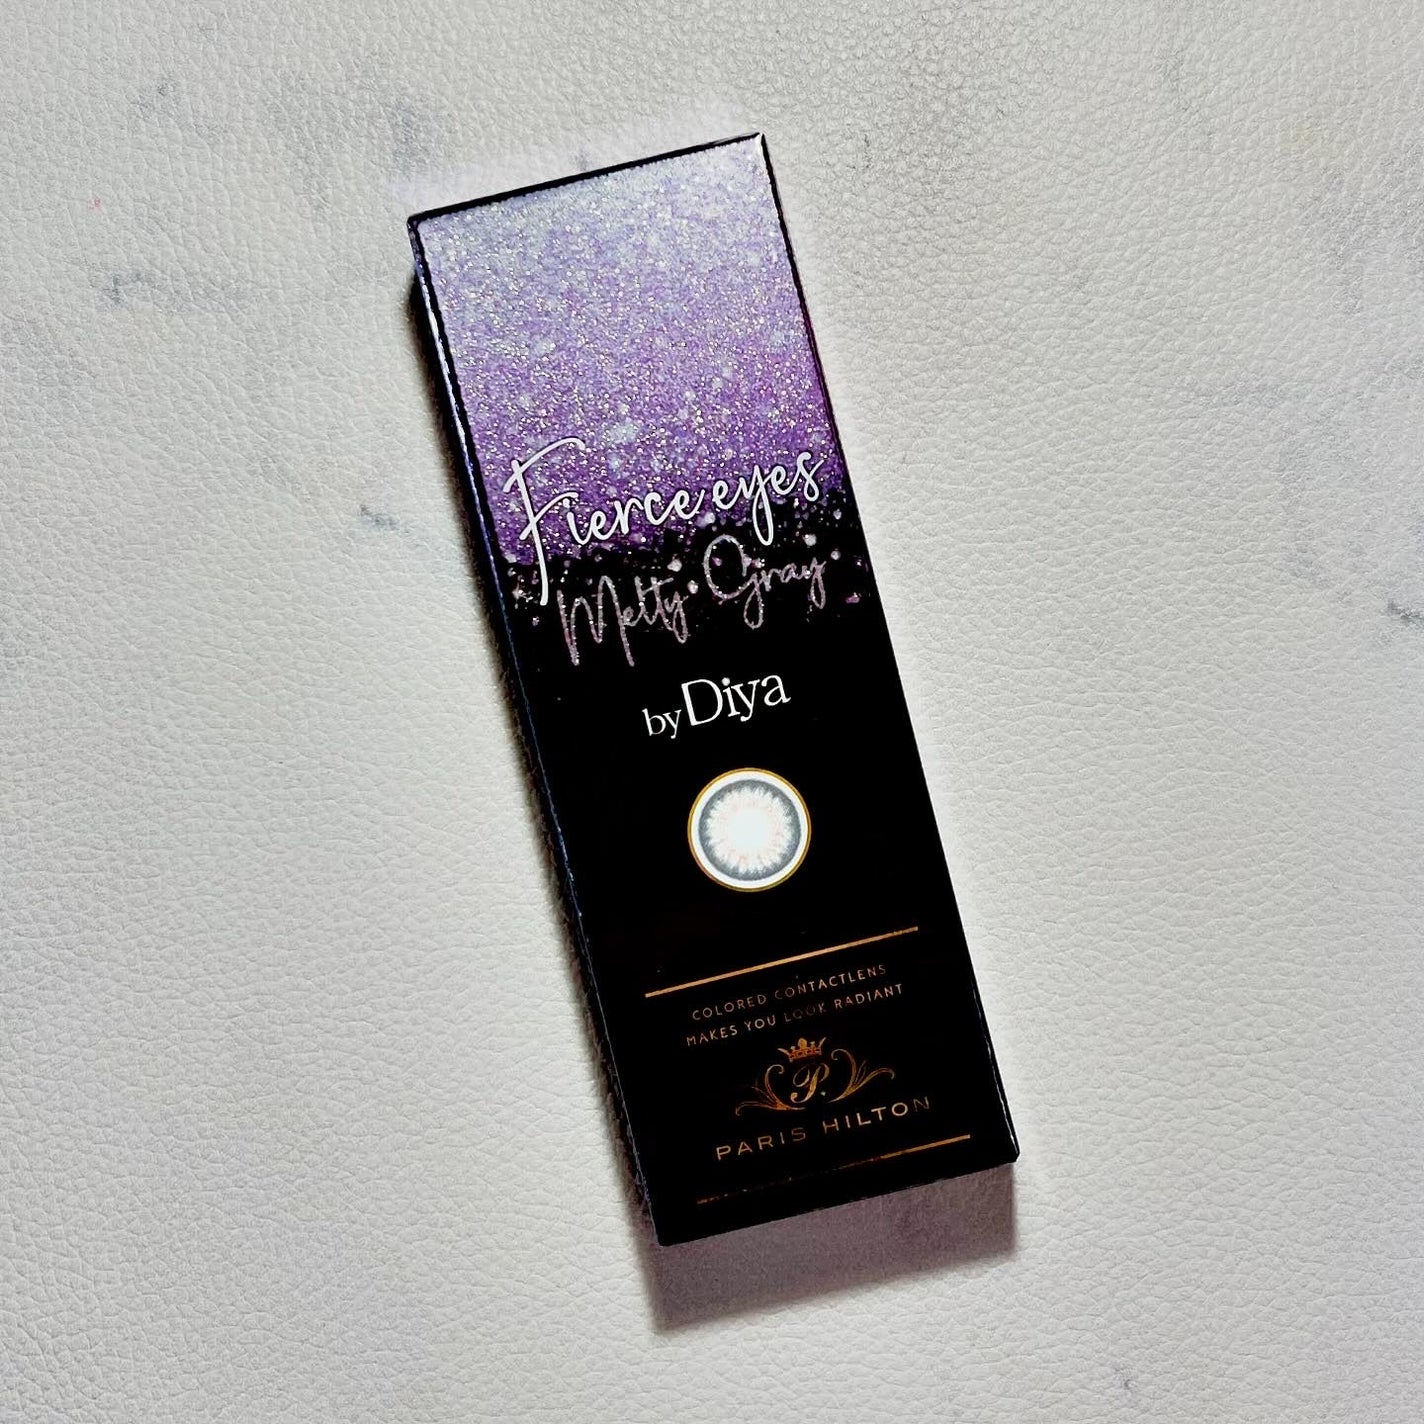 Fierce eyes
Melty Gray
by Diya
COLORED CONTACTLENS
MAKES YOU LOOK RADIANT
P.
PARIS HILTON